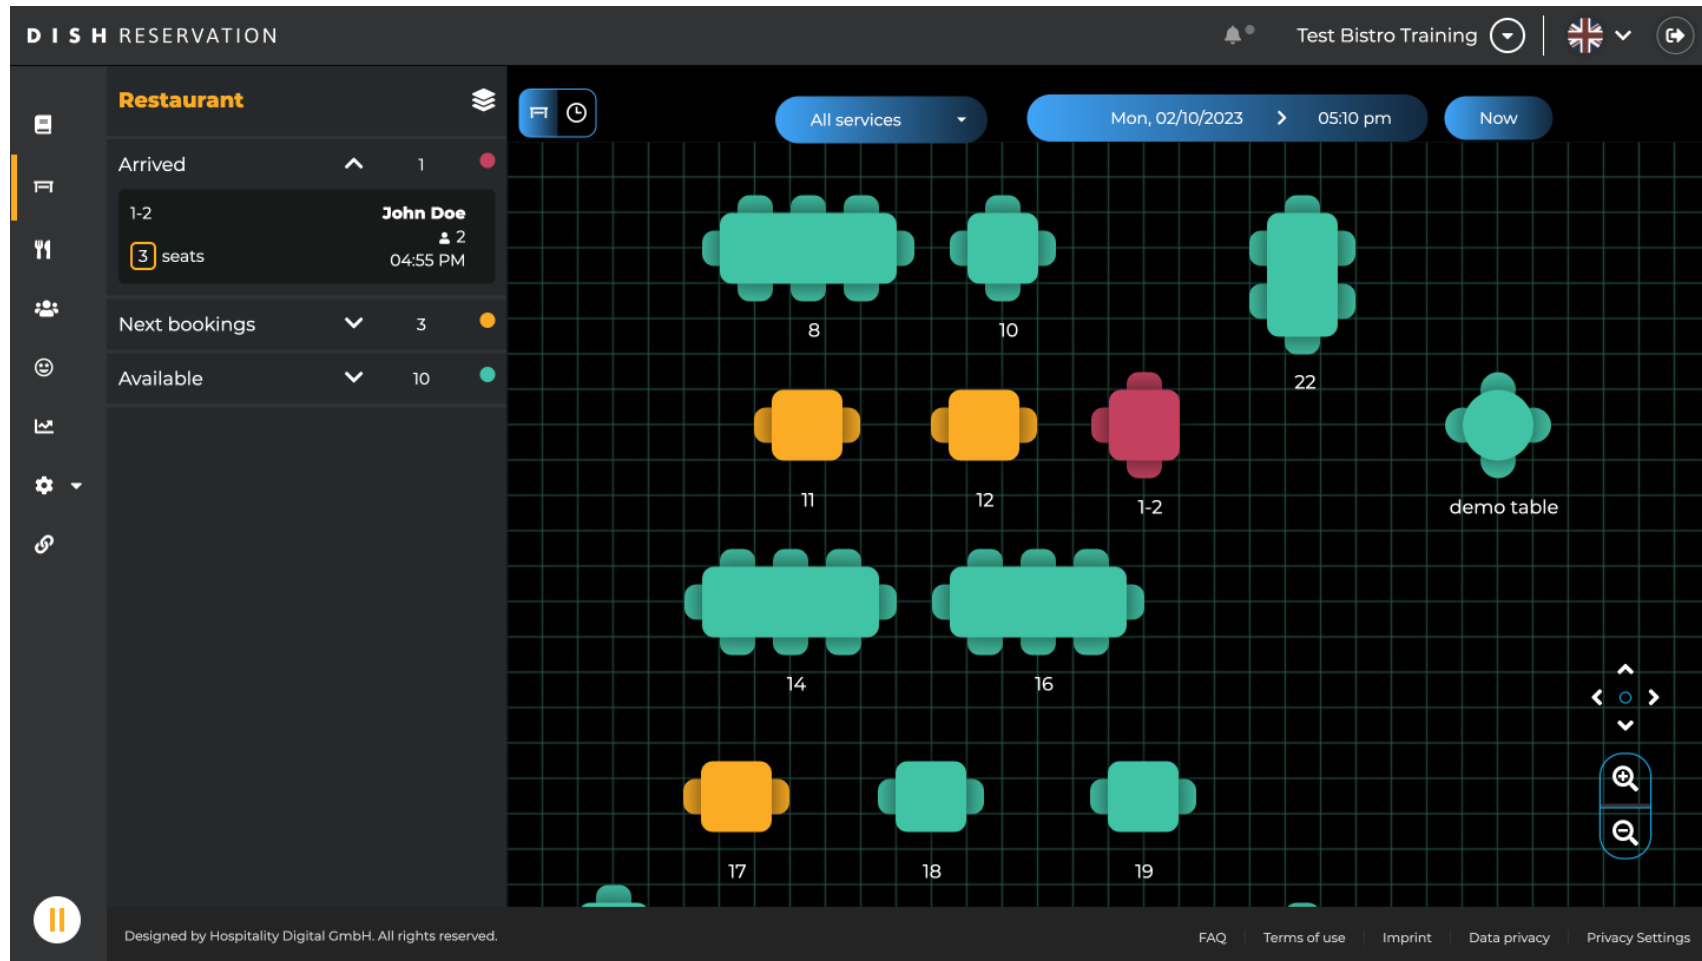 DISH RESERVATION
Test Bistro Training
Restaurant
Arrived 1
1-2 John Doe
2
3 seats 04:55 PM
Next bookings 3
Available 10
All services
Mon, 02/10/2023 05:10 pm
Now
8
10
22
11
12
1-2
demo table
14
16
17
18
19
Designed by Hospitality Digital GmbH. All rights reserved.
FAQ
Terms of use
Imprint
Data privacy
Privacy Settings